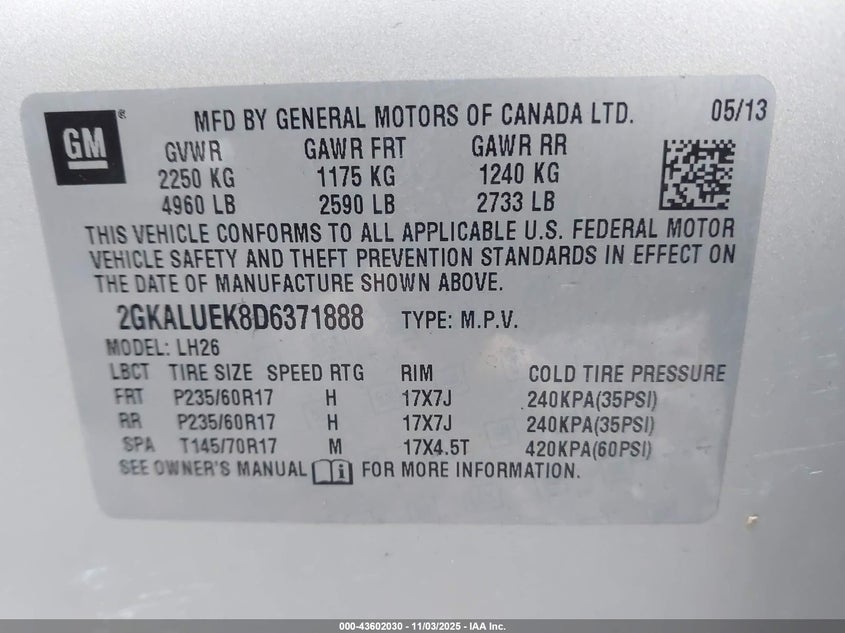 GM®
MFD BY GENERAL MOTORS OF CANADA LTD. 05/13
GVWR GAWR FRT GAWR RR
2250 KG 1175 KG 1240 KG
4960 LB 2590 LB 2733 LB
THIS VEHICLE CONFORMS TO ALL APPLICABLE U.S. FEDERAL MOTOR
VEHICLE SAFETY AND THEFT PREVENTION STANDARDS IN EFFECT ON
THE DATE OF MANUFACTURE SHOWN ABOVE.
2GKALUEK8D6371888 TYPE: M.P.V.
MODEL: LH26
LBCT TIRE SIZE SPEED RTG RIM COLD TIRE PRESSURE
FRT P235/60R17 H 17X7J 240KPA(35PSI)
RR P235/60R17 H 17X7J 240KPA(35PSI)
SPA T145/70R17 M 17X4.5T 420KPA(60PSI)
SEE OWNER'S MANUAL FOR MORE INFORMATION.
000-43602030 - 11/03/2025 - IAA Inc.